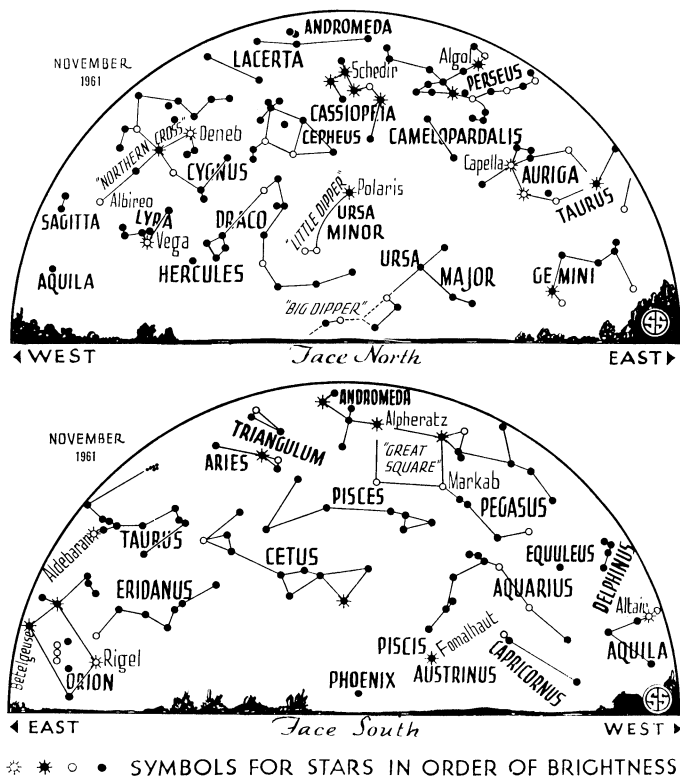 ANDROMEDA
LACERTA
NOVEMBER
1961
Schedir
Algol
PERSEUS
CASSIOPEIA
CEPHEUS
CAMELOPARDALIS
"NORTHERN CROSS"
Deneb
CYGNUS
Capella
AURIGA
TAURUS
Albireo
SAGITTA
LYRA
Vega
DRACO
"LITTLE DIPPER"
Polaris
URSA
MINOR
AQUILA
HERCULES
URSA MAJOR
GEMINI
"BIG DIPPER"
SS
WEST
Face North
EAST
ANDROMEDA
Alpheratz
NOVEMBER
1961
TRIANGULUM
ARIES
"GREAT
SQUARE"
Markab
PISCES
PEGASUS
Aldebaran
TAURUS
CETUS
EQUULEUS
DELPHINUS
ERIDANUS
AQUARIUS
Altair
Betelgeuse
Rigel
ORION
PISCIS
AUSTRINUS
Fomalhaut
CAPRICORNUS
AQUILA
PHOENIX
SS
EAST
Face South
WEST
SYMBOLS FOR STARS IN ORDER OF BRIGHTNESS